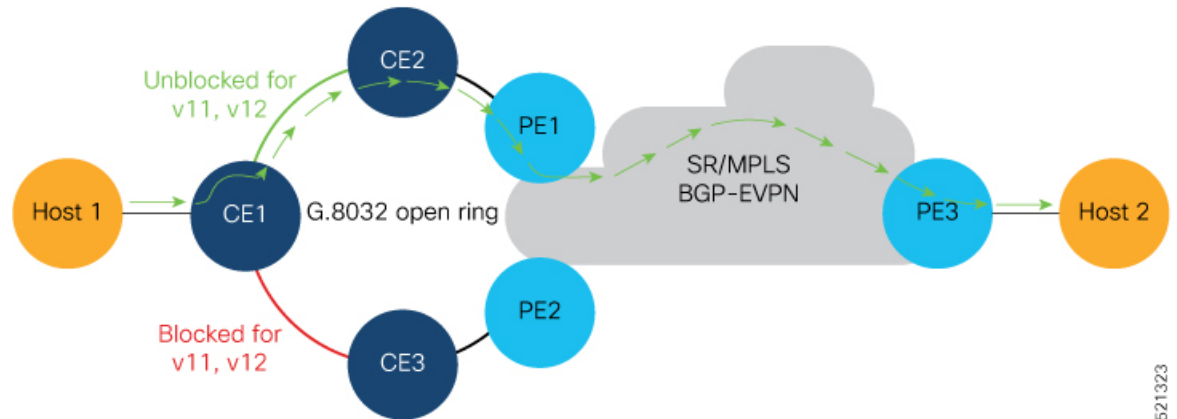 CE2
Unblocked for
v11, v12
PE1
SR/MPLS
BGP-EVPN
Host 1
CE1
G.8032 open ring
PE3
Host 2
PE2
Blocked for
v11, v12
CE3
521323